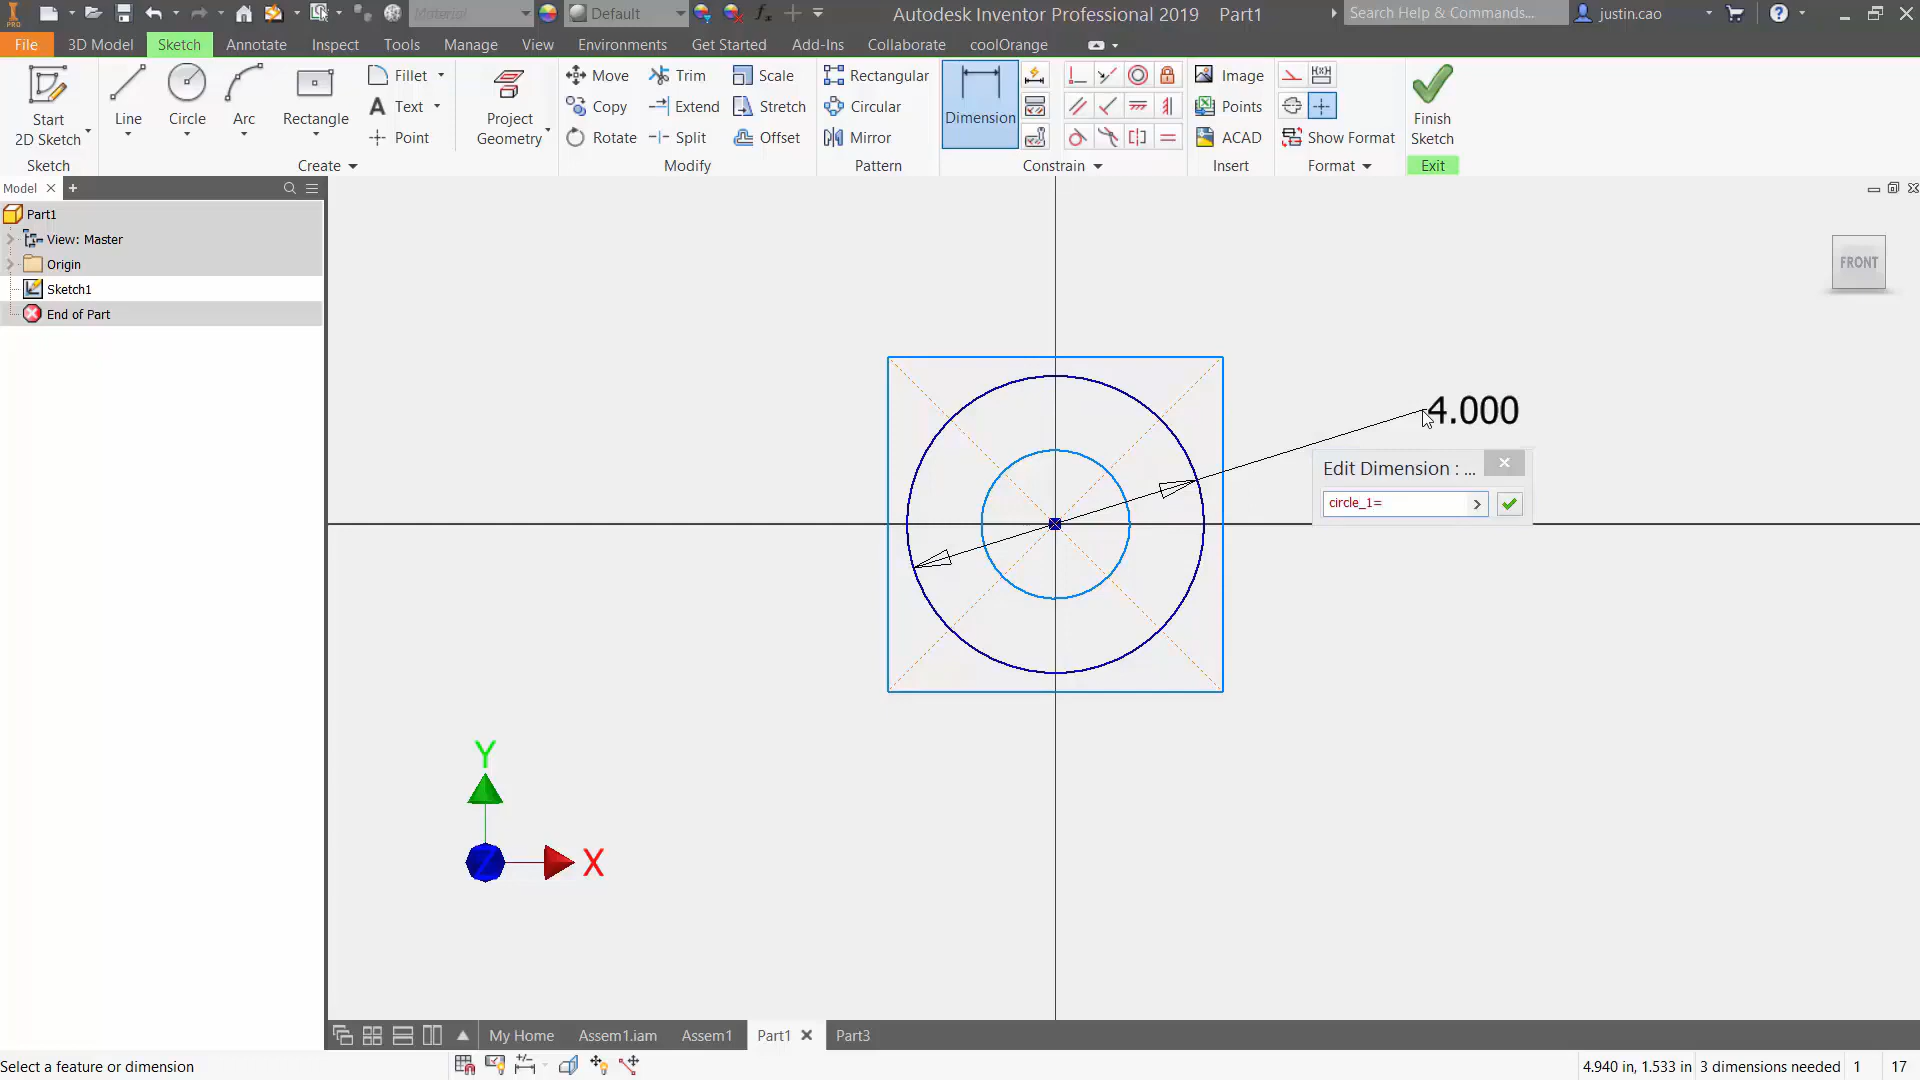 PRO
Material
Default
fx
Autodesk Inventor Professional 2019 Part1
Search Help & Commands...
justin.cao
File
3D Model
Sketch
Annotate
Inspect
Tools
Manage
View
Environments
Get Started
Add-Ins
Collaborate
coolOrange
Start
2D Sketch
Line
Circle
Arc
Rectangle
Fillet
Text
Point
Project
Geometry
Move
Copy
Rotate
Trim
Extend
Split
Scale
Stretch
Offset
Rectangular
Circular
Mirror
Dimension
Image
Points
ACAD
Show Format
Finish
Sketch
Sketch
Create
Modify
Pattern
Constrain
Insert
Format
Exit
Model
Part1
View: Master
Origin
Sketch1
End of Part
FRONT
4.000
Edit Dimension : ...
circle_1=
Y
Z
X
My Home
Assem1.iam
Assem1
Part1
Part3
Select a feature or dimension
4.940 in, 1.533 in 3 dimensions needed 1 17